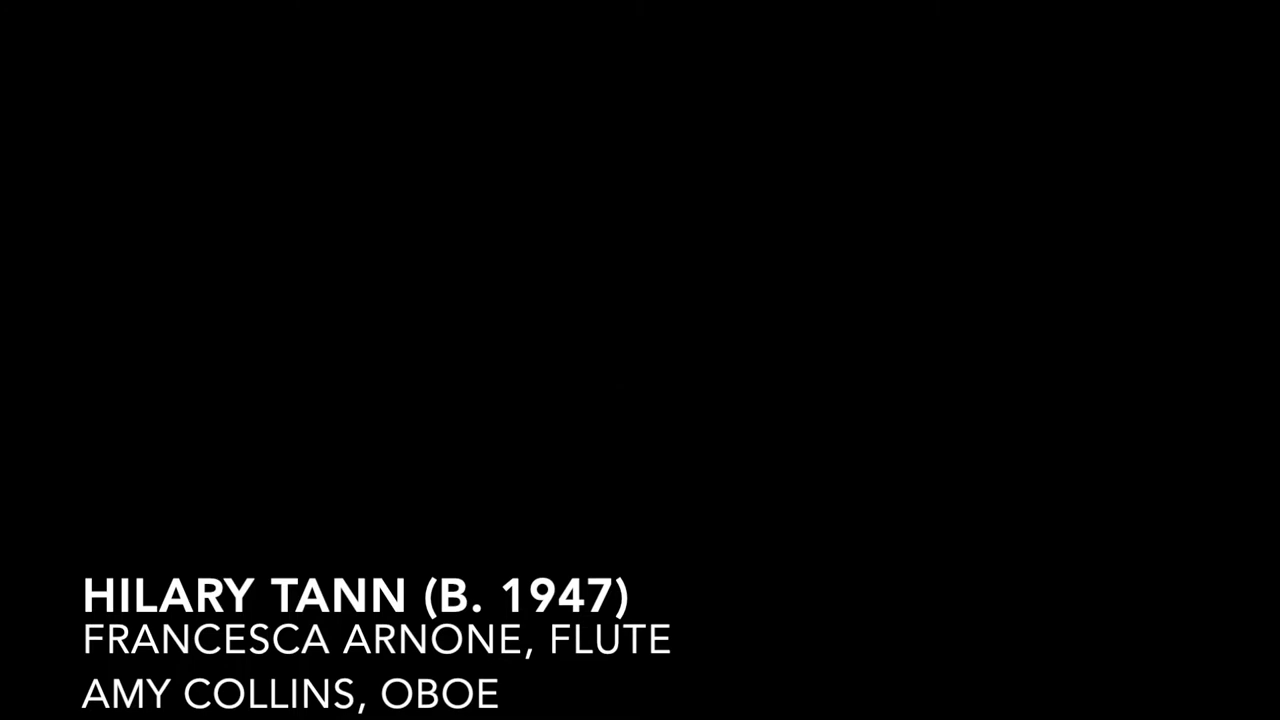 HILARY TANN (B. 1947)
FRANCESCA ARNONE, FLUTE
AMY COLLINS, OBOE